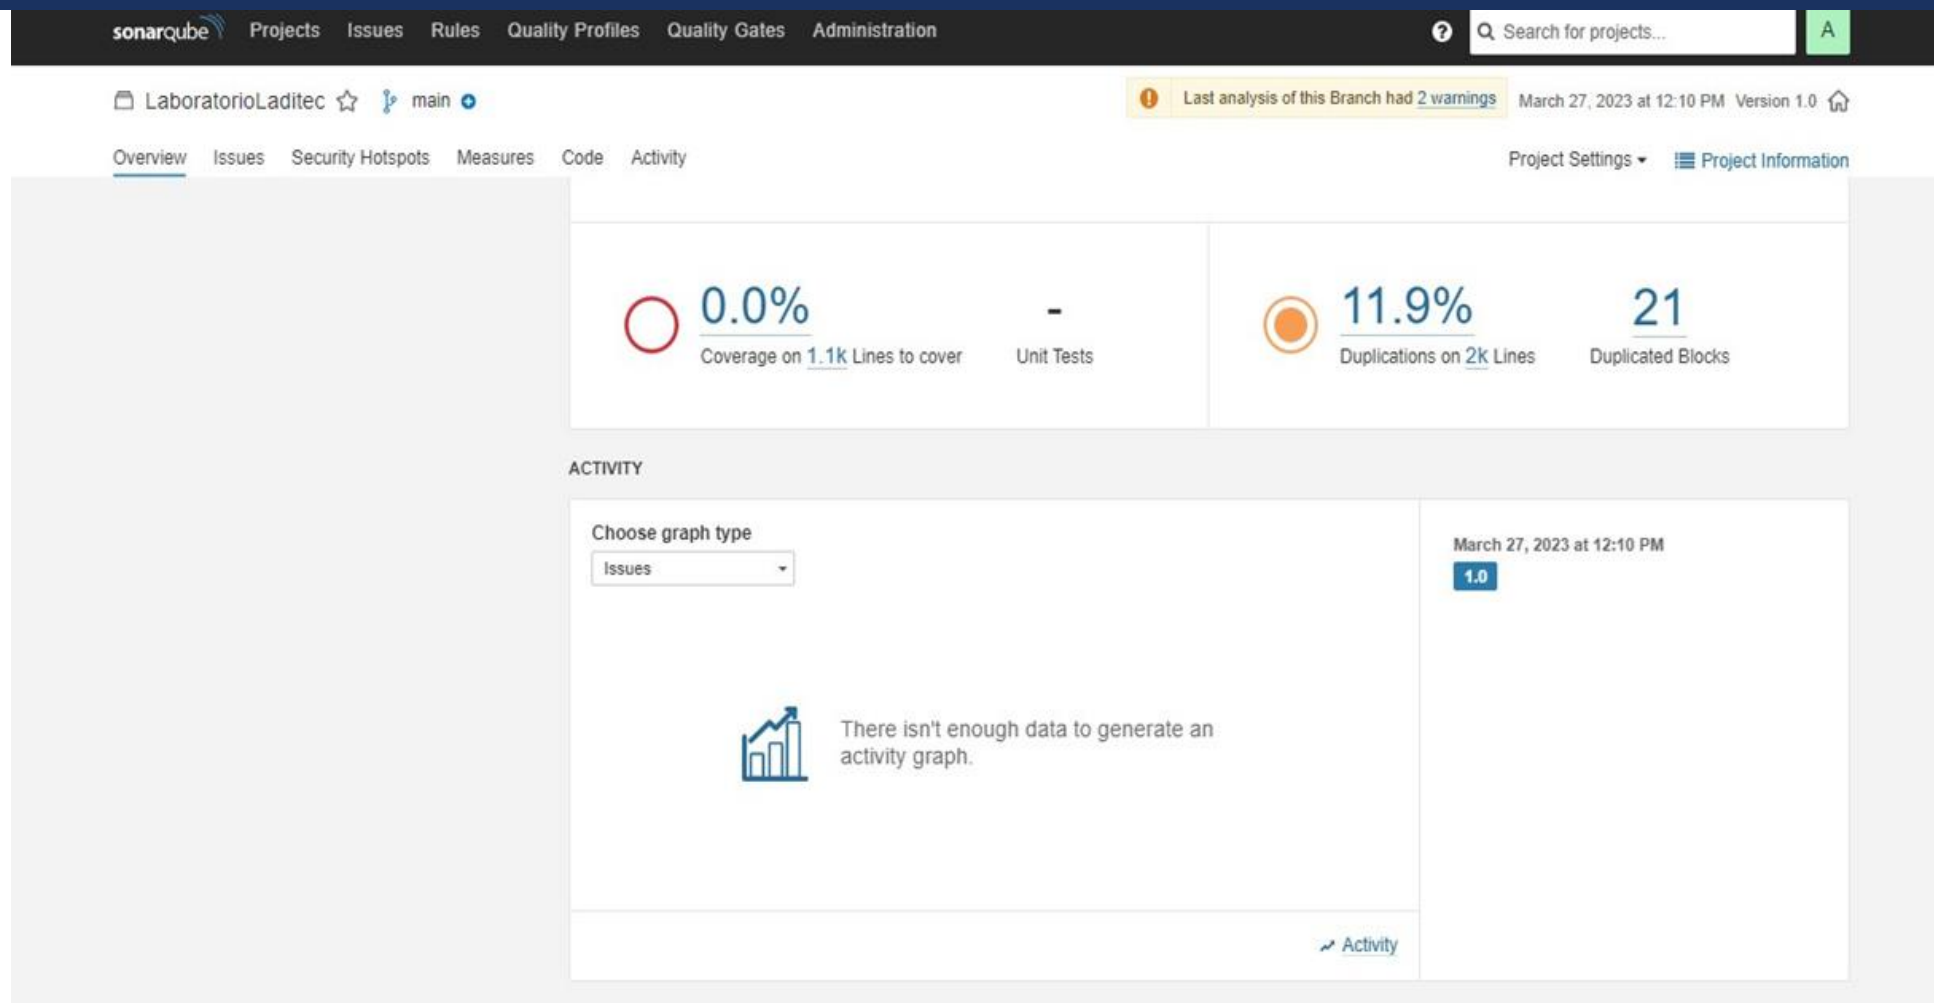 sonarqube Projects Issues Rules Quality Profiles Quality Gates Administration ? Search for projects... A
LaboratorioLaditec main Last analysis of this Branch had 2 warnings March 27, 2023 at 12:10 PM Version 1.0
Overview Issues Security Hotspots Measures Code Activity Project Settings Project Information
0.0% - 11.9% 21
Coverage on 1.1k Lines to cover Unit Tests Duplications on 2k Lines Duplicated Blocks
ACTIVITY
Choose graph type
Issues
March 27, 2023 at 12:10 PM
1.0
There isn't enough data to generate an
activity graph.
Activity